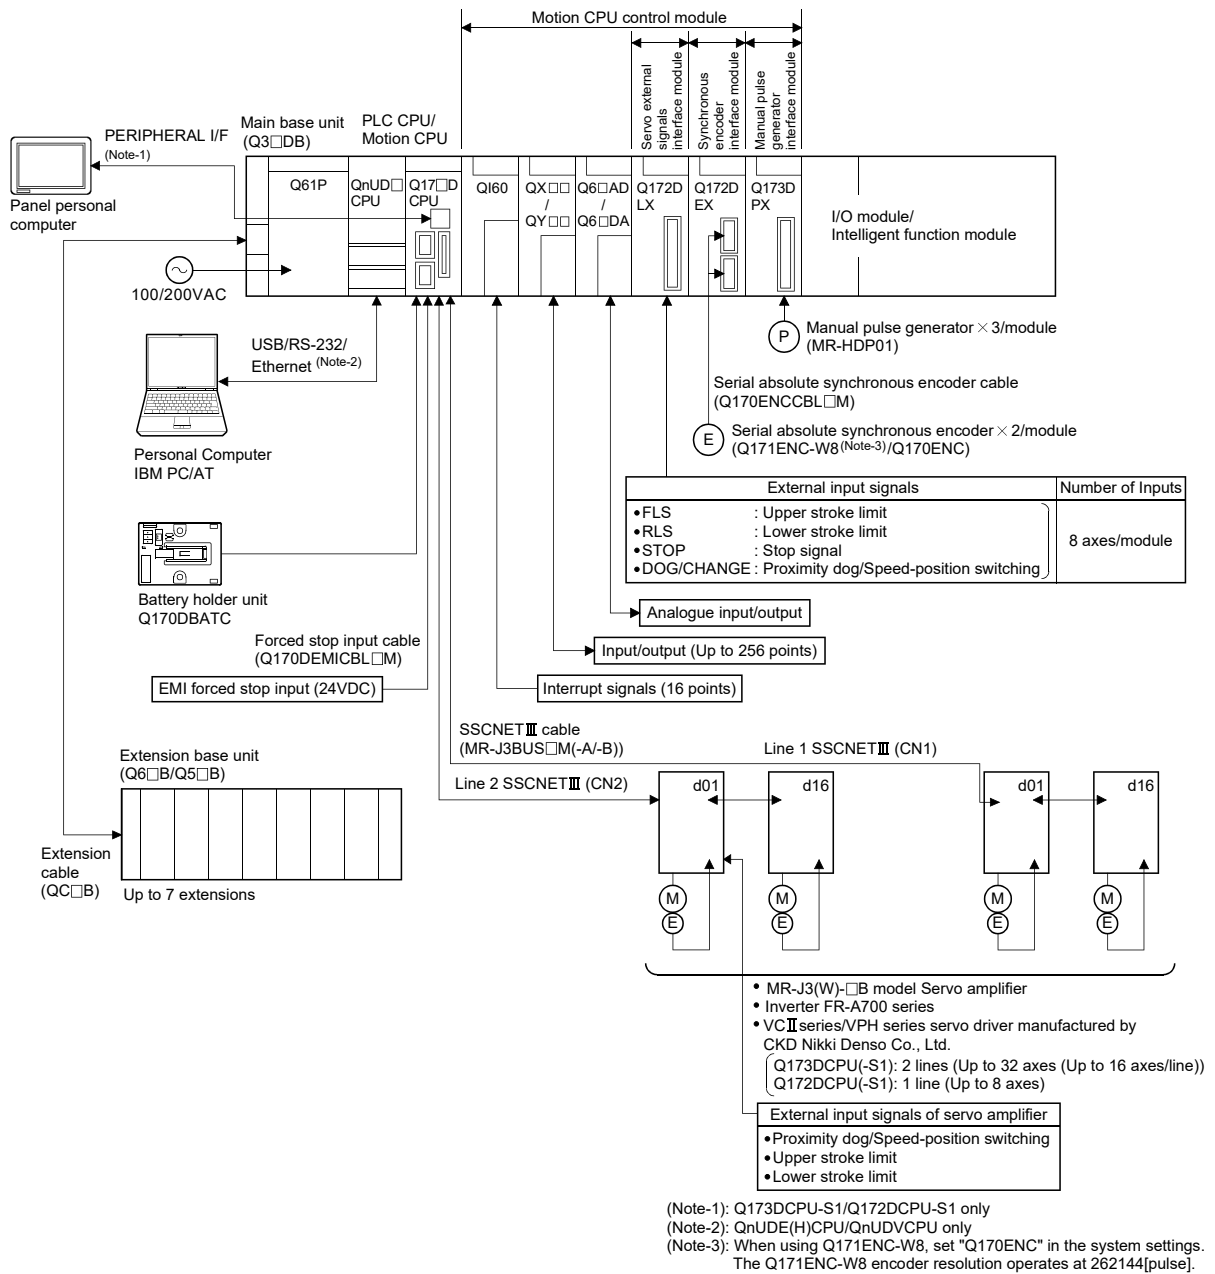 Motion CPU control module
Servo external
signals
interface module
Synchronous
encoder
interface module
Manual pulse
generator
interface module
PERIPHERAL I/F
(Note-1)
Main base unit
(Q3□DB)
PLC CPU/
Motion CPU
Panel personal
computer
Q61P
QnUD□
CPU
Q17□D
CPU
QI60
QX□□
/
QY□□
Q6□AD
/
Q6□DA
Q172D
LX
Q172D
EX
Q173D
PX
I/O module/
Intelligent function module
100/200VAC
USB/RS-232/
Ethernet (Note-2)
P
Manual pulse generator×3/module
(MR-HDP01)
Serial absolute synchronous encoder cable
(Q170ENCCBL□M)
E
Serial absolute synchronous encoder×2/module
(Q171ENC-W8(Note-3)/Q170ENC)
Personal Computer
IBM PC/AT
External input signals
Number of Inputs
•FLS : Upper stroke limit
•RLS : Lower stroke limit
•STOP : Stop signal
•DOG/CHANGE : Proximity dog/Speed-position switching
8 axes/module
Battery holder unit
Q170DBATC
Analogue input/output
Forced stop input cable
(Q170DEMICBL□M)
Input/output (Up to 256 points)
EMI forced stop input (24VDC)
Interrupt signals (16 points)
SSCNETⅢ cable
(MR-J3BUS□M(-A/-B))
Line 1 SSCNETⅢ (CN1)
Extension base unit
(Q6□B/Q5□B)
Line 2 SSCNETⅢ (CN2)
d01
d16
d01
d16
Extension
cable
(QC□B)
Up to 7 extensions
M
E
M
E
M
E
M
E
• MR-J3(W)-□B model Servo amplifier
• Inverter FR-A700 series
• VCⅡseries/VPH series servo driver manufactured by
CKD Nikki Denso Co., Ltd.
Q173DCPU(-S1): 2 lines (Up to 32 axes (Up to 16 axes/line))
Q172DCPU(-S1): 1 line (Up to 8 axes)
External input signals of servo amplifier
•Proximity dog/Speed-position switching
•Upper stroke limit
•Lower stroke limit
(Note-1): Q173DCPU-S1/Q172DCPU-S1 only
(Note-2): QnUDE(H)CPU/QnUDVCPU only
(Note-3): When using Q171ENC-W8, set "Q170ENC" in the system settings.
The Q171ENC-W8 encoder resolution operates at 262144[pulse].